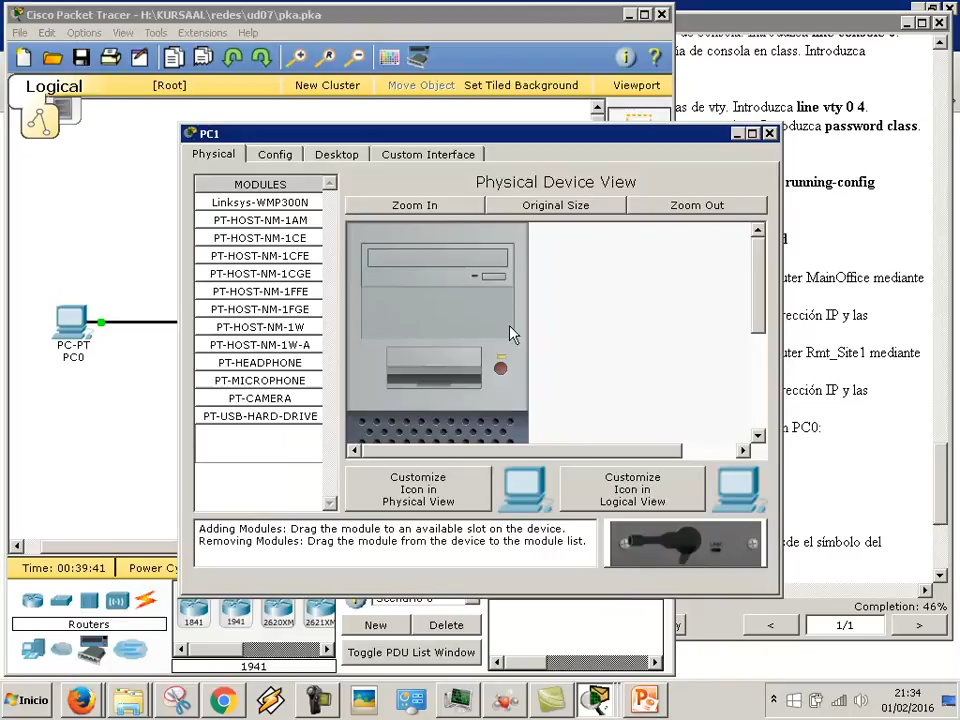 Cisco Packet Tracer - H:\KURSAAL\redes\ud07\pka.pka
File Edit Options View Tools Extensions Help
Logical
[Root]
New Cluster
Move Object
Set Tiled Background
Viewport
ía de consola en class. Introduzca
as de vty. Introduzca line vty 0 4.
password class.
running-config
uter MainOffice mediante
rección IP y las
uter Rmt_Site1 mediante
rección IP y las
n PC0:
sde el símbolo del
Completion: 46%
<
1/1
>
PC1
Physical
Config
Desktop
Custom Interface
MODULES
Linksys-WMP300N
PT-HOST-NM-1AM
PT-HOST-NM-1CE
PT-HOST-NM-1CFE
PT-HOST-NM-1CGE
PT-HOST-NM-1FFE
PT-HOST-NM-1FGE
PT-HOST-NM-1W
PT-HOST-NM-1W-A
PT-HEADPHONE
PT-MICROPHONE
PT-CAMERA
PT-USB-HARD-DRIVE
Physical Device View
Zoom In
Original Size
Zoom Out
Customize
Icon in
Physical View
Customize
Icon in
Logical View
Adding Modules: Drag the module to an available slot on the device.
Removing Modules: Drag the module from the device to the module list.
PC-PT
PC0
Time: 00:39:41
Power Cy
Routers
1841
1941
2620XM
2621XM
1941
New
Delete
Toggle PDU List Window
Inicio
21:34
01/02/2016